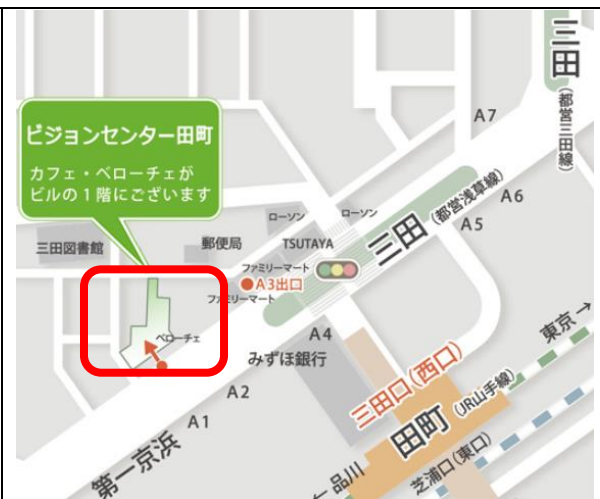 三田
(都営三田線)
A7
ビジョンセンター田町
カフェ・ベローチェが
ビルの1階にございます
A6
三田
(都営浅草線)
A5
ローソン
ローソン
三田図書館
郵便局
TSUTAYA
ファミリーマート
A3出口
ファミリーマート
ベローチェ
A4
みずほ銀行
東京→
A2
三田口(西口)
A1
田町
(JR山手線)
第一京浜
←品川
芝浦口(東口)